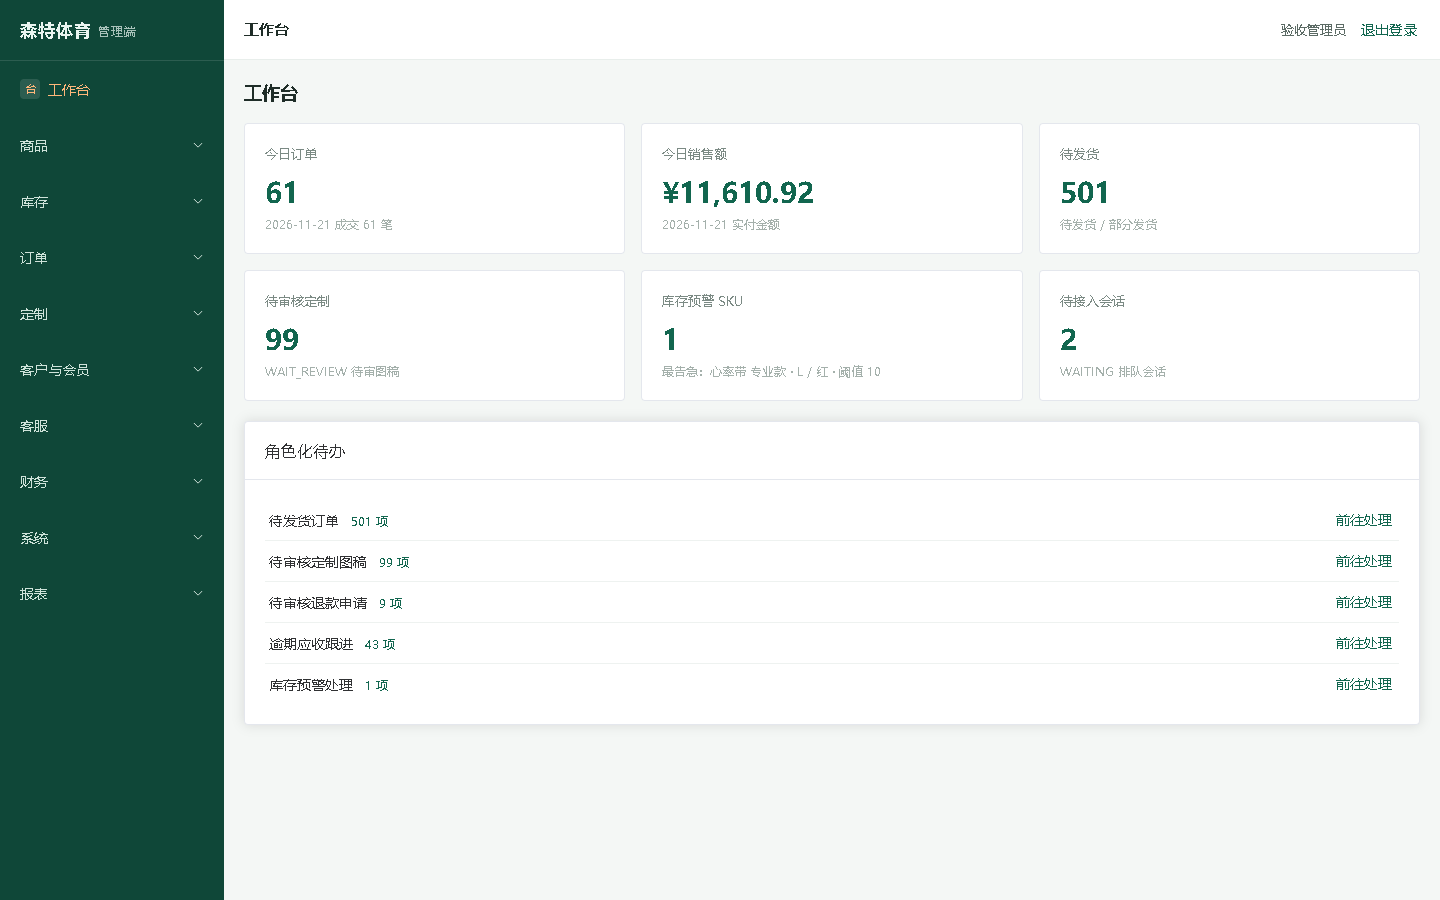 森特体育 管理端
工作台
验收管理员 退出登录
台 工作台
商品
库存
订单
定制
客户与会员
客服
财务
系统
报表
工作台
今日订单
61
2026-11-21 成交 61 笔
今日销售额
¥11,610.92
2026-11-21 实付金额
待发货
501
待发货 / 部分发货
待审核定制
99
WAIT_REVIEW 待审图稿
库存预警 SKU
1
最告急：心率带 专业款 · L / 红 · 阈值 10
待接入会话
2
WAITING 排队会话
角色化待办
待发货订单 501 项 前往处理
待审核定制图稿 99 项 前往处理
待审核退款申请 9 项 前往处理
逾期应收跟进 43 项 前往处理
库存预警处理 1 项 前往处理